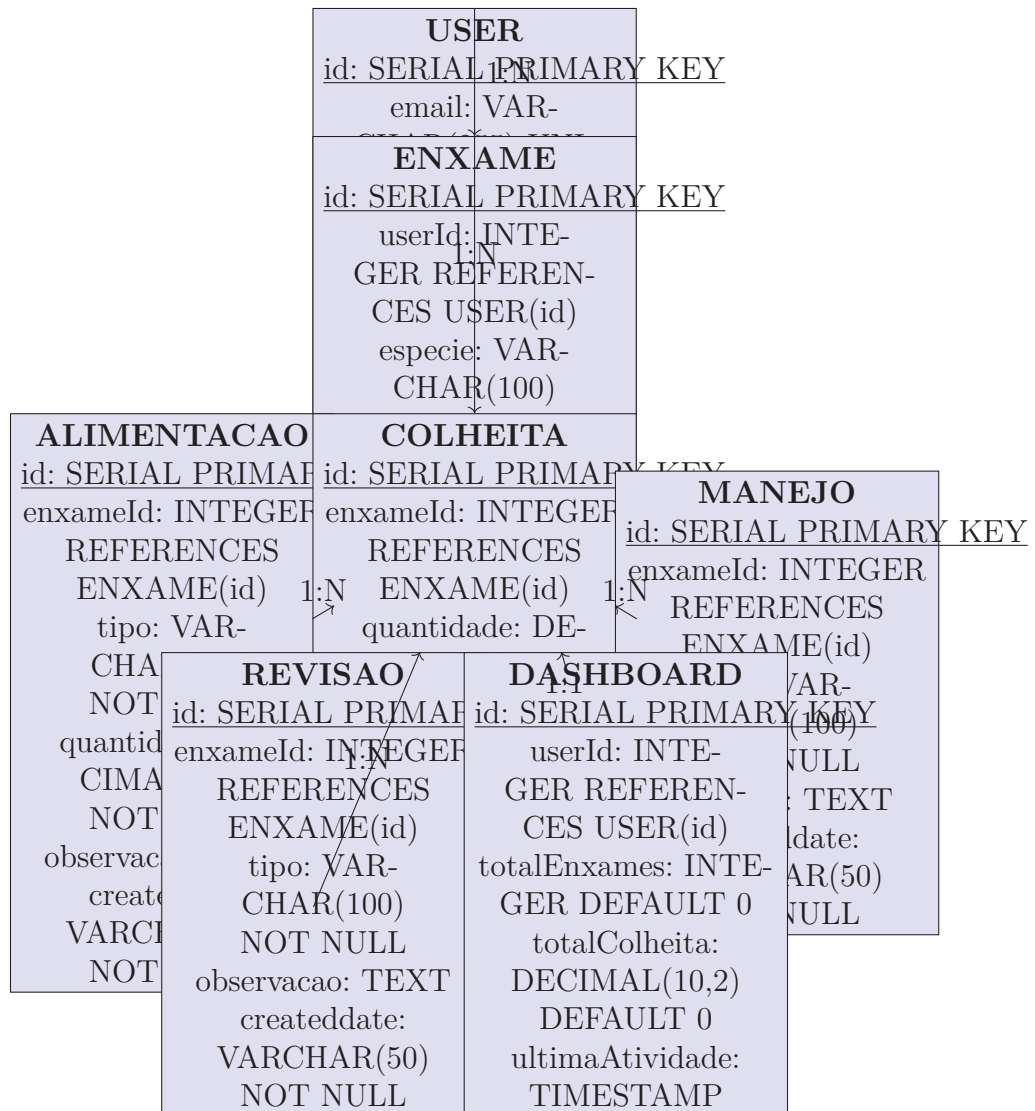 USER
id: SERIAL PRIMARY KEY
1:N
email: VAR-
ENXAME
id: SERIAL PRIMARY KEY
userId: INTE-
1:N
GER REFEREN-
CES USER(id)
especie: VAR-
CHAR(100)
ALIMENTACAO
id: SERIAL PRIMAR
enxameId: INTEGER
REFERENCES
ENXAME(id)
tipo: VAR-
CHA
NOT
quantid
CIMA
NOT
observac
create
VARCH
NOT
1:N
COLHEITA
id: SERIAL PRIMARY KEY
enxameId: INTEGER
REFERENCES
ENXAME(id)
quantidade: DE-
1:N
MANEJO
id: SERIAL PRIMARY KEY
enxameId: INTEGER
REFERENCES
ENXAME(id)
VAR-
(100)
NULL
: TEXT
ddate:
AR(50)
NULL
REVISAO
id: SERIAL PRIMAR
enxameId: INTEGER
1:N
REFERENCES
ENXAME(id)
tipo: VAR-
CHAR(100)
NOT NULL
observacao: TEXT
createddate:
VARCHAR(50)
NOT NULL
DASHBOARD
1:1
id: SERIAL PRIMARY KEY
userId: INTE-
GER REFEREN-
CES USER(id)
totalEnxames: INTE-
GER DEFAULT 0
totalColheita:
DECIMAL(10,2)
DEFAULT 0
ultimaAtividade:
TIMESTAMP